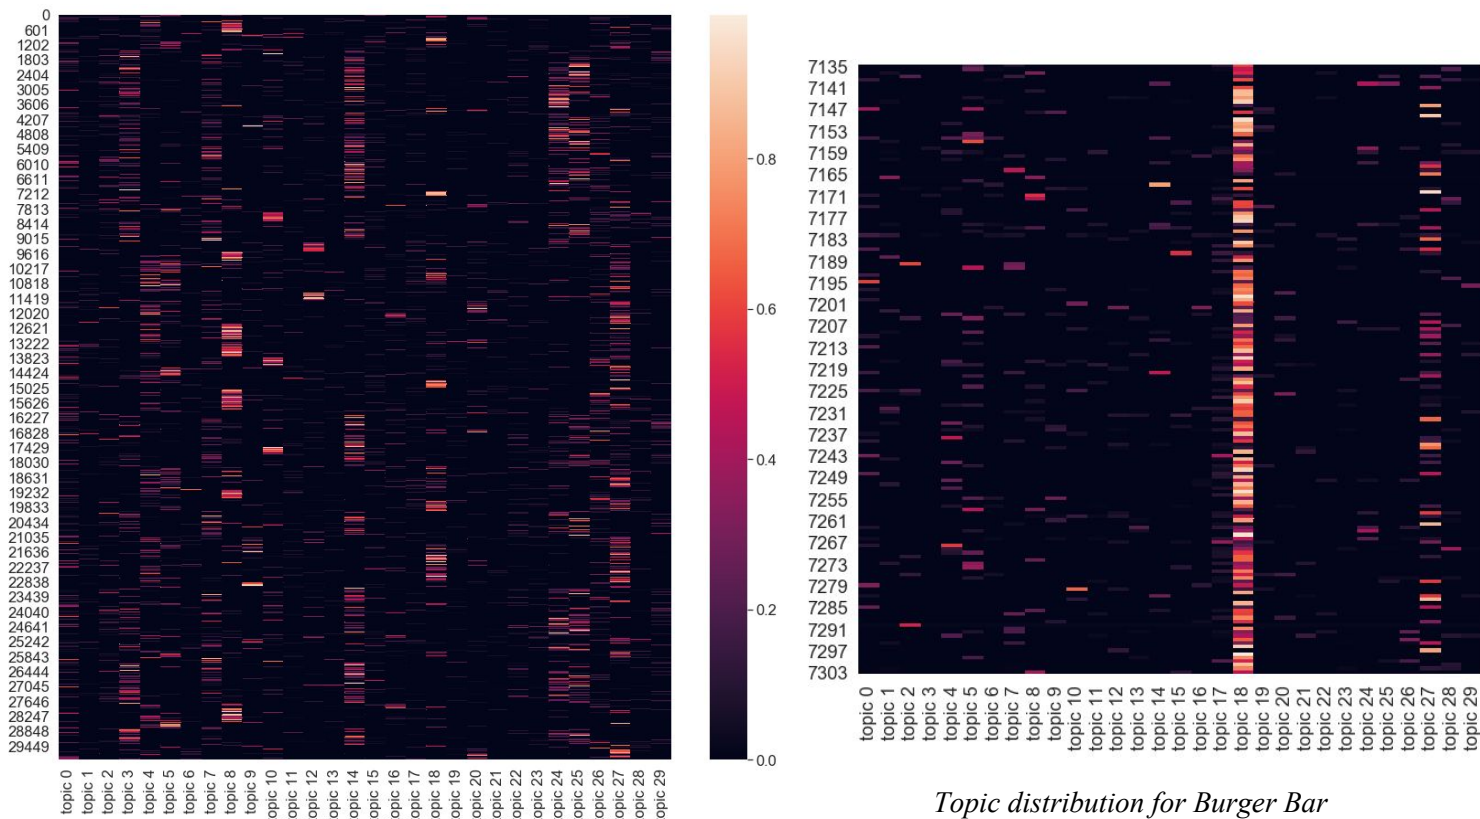 0
601
1202
1803
2404
3005
3606
4207
4808
5409
6010
6611
7212
7813
8414
9015
9616
10217
10818
11419
12020
12621
13222
13823
14424
15025
15626
16227
16828
17429
18030
18631
19232
19833
20434
21035
21636
22237
22838
23439
24040
24641
25242
25843
26444
27045
27646
28247
28848
29449
topic 0
topic 1
topic 2
topic 3
topic 4
topic 5
topic 6
topic 7
topic 8
topic 9
opic 10
opic 11
opic 12
opic 13
opic 14
opic 15
opic 16
opic 17
opic 18
opic 19
opic 20
opic 21
opic 22
opic 23
opic 24
opic 25
opic 26
opic 27
opic 28
opic 29
0.8
0.6
0.4
0.2
0.0
7135
7141
7147
7153
7159
7165
7171
7177
7183
7189
7195
7201
7207
7213
7219
7225
7231
7237
7243
7249
7255
7261
7267
7273
7279
7285
7291
7297
7303
topic 0
topic 1
topic 2
topic 3
topic 4
topic 5
topic 6
topic 7
topic 8
topic 9
topic 10
topic 11
topic 12
topic 13
topic 14
topic 15
topic 16
topic 17
topic 18
topic 19
topic 20
topic 21
topic 22
topic 23
topic 24
topic 25
topic 26
topic 27
topic 28
topic 29
Topic distribution for Burger Bar